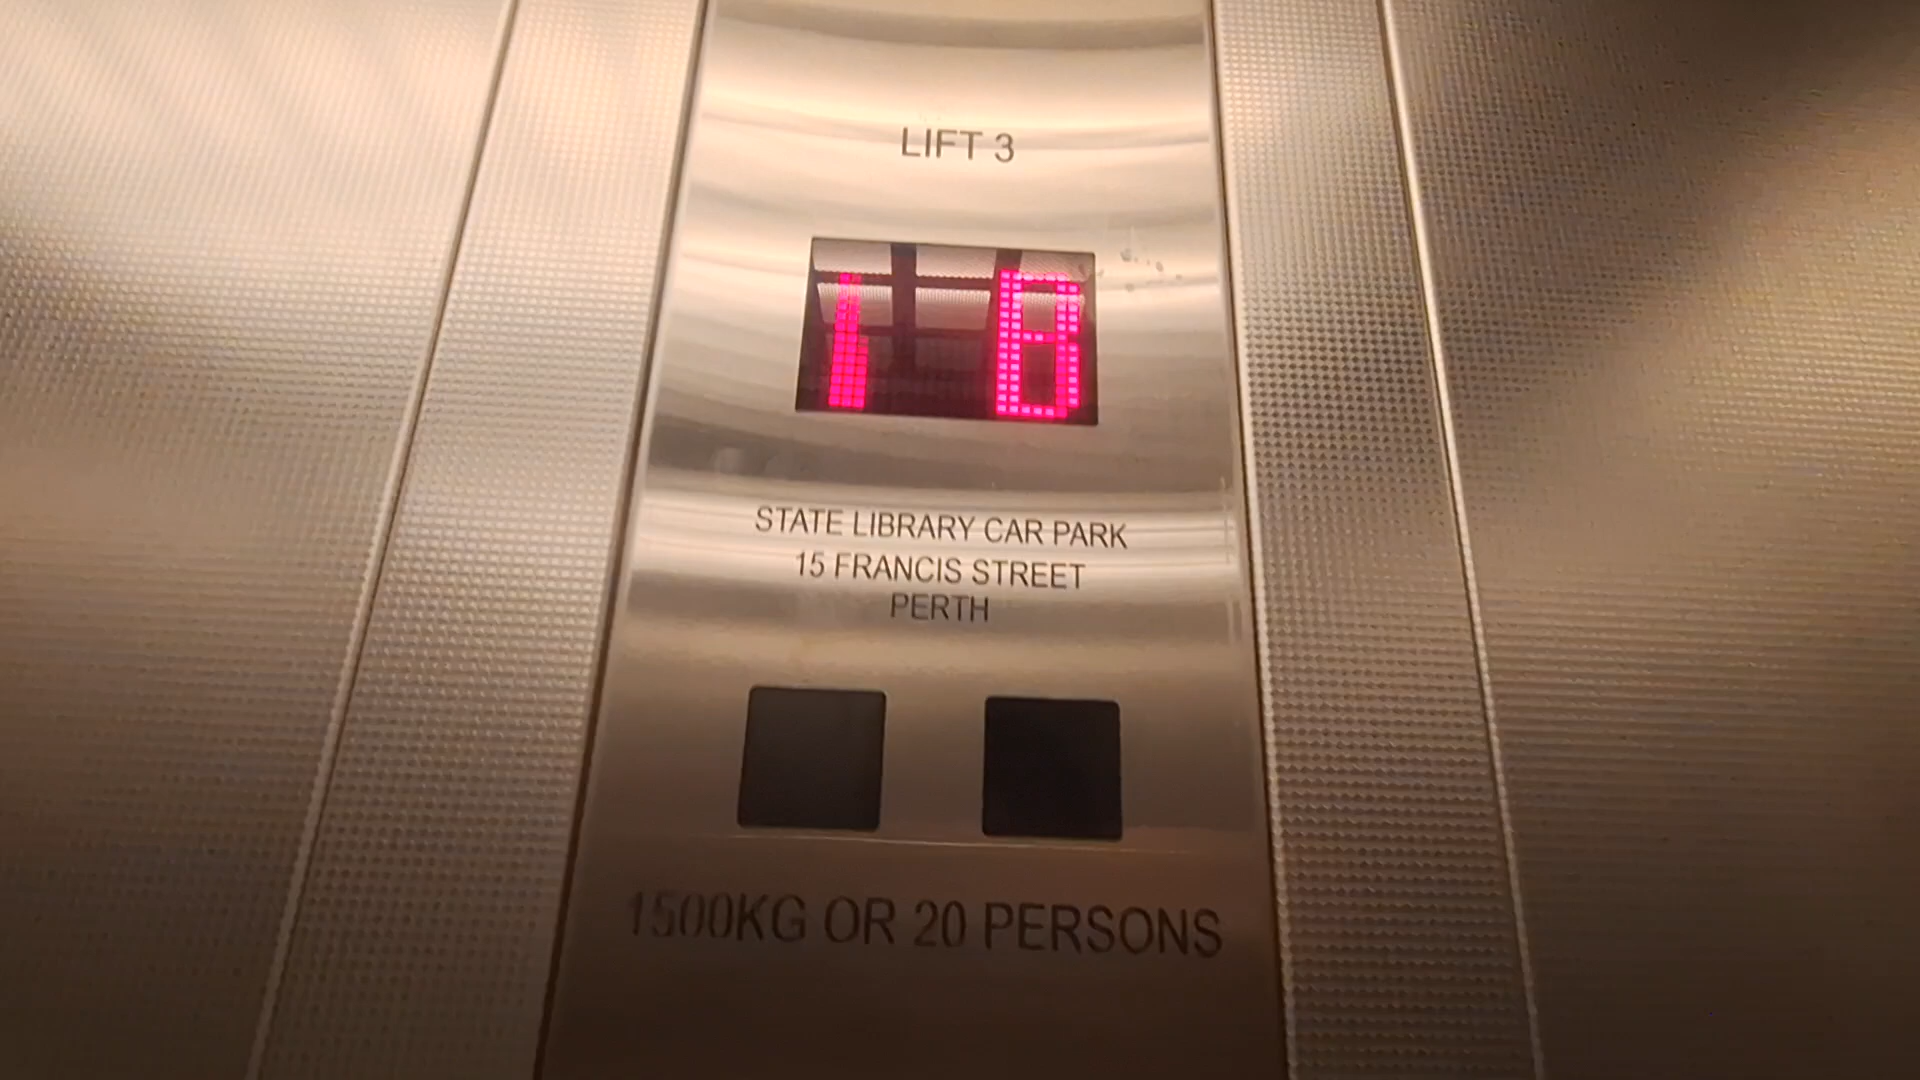 LIFT 3
B
STATE LIBRARY CAR PARK
15 FRANCIS STREET
PERTH
1500KG OR 20 PERSONS